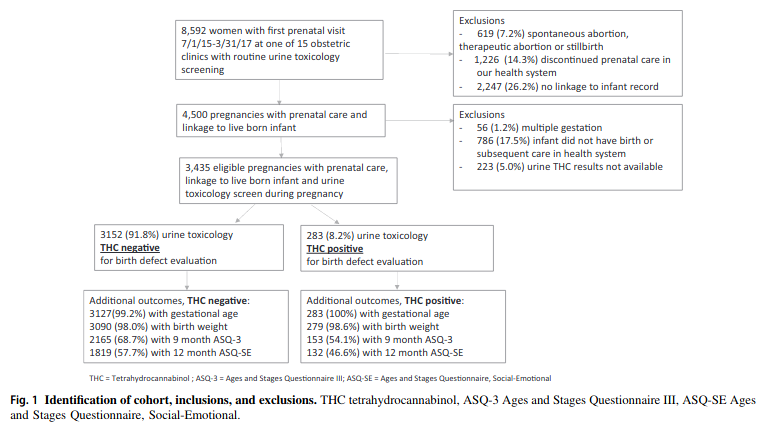 8,592 women with first prenatal visit
7/1/15-3/31/17 at one of 15 obstetric
clinics with routine urine toxicology
screening
Exclusions
- 619 (7.2%) spontaneous abortion,
therapeutic abortion or stillbirth
- 1,226 (14.3%) discontinued prenatal care in
our health system
- 2,247 (26.2%) no linkage to infant record
4,500 pregnancies with prenatal care and
linkage to live born infant
Exclusions
- 56 (1.2%) multiple gestation
- 786 (17.5%) infant did not have birth or
subsequent care in health system
- 223 (5.0%) urine THC results not available
3,435 eligible pregnancies with prenatal care,
linkage to live born infant and urine
toxicology screen during pregnancy
3152 (91.8%) urine toxicology
THC negative
for birth defect evaluation
283 (8.2%) urine toxicology
THC positive
for birth defect evaluation
Additional outcomes, THC negative:
3127(99.2%) with gestational age
3090 (98.0%) with birth weight
2165 (68.7%) with 9 month ASQ-3
1819 (57.7%) with 12 month ASQ-SE
Additional outcomes, THC positive:
283 (100%) with gestational age
279 (98.6%) with birth weight
153 (54.1%) with 9 month ASQ-3
132 (46.6%) with 12 month ASQ-SE
THC = Tetrahydrocannabinol ; ASQ-3 = Ages and Stages Questionnaire III; ASQ-SE = Ages and Stages Questionnaire, Social-Emotional
Fig. 1 Identification of cohort, inclusions, and exclusions. THC tetrahydrocannabinol, ASQ-3 Ages and Stages Questionnaire III, ASQ-SE Ages
and Stages Questionnaire, Social-Emotional.